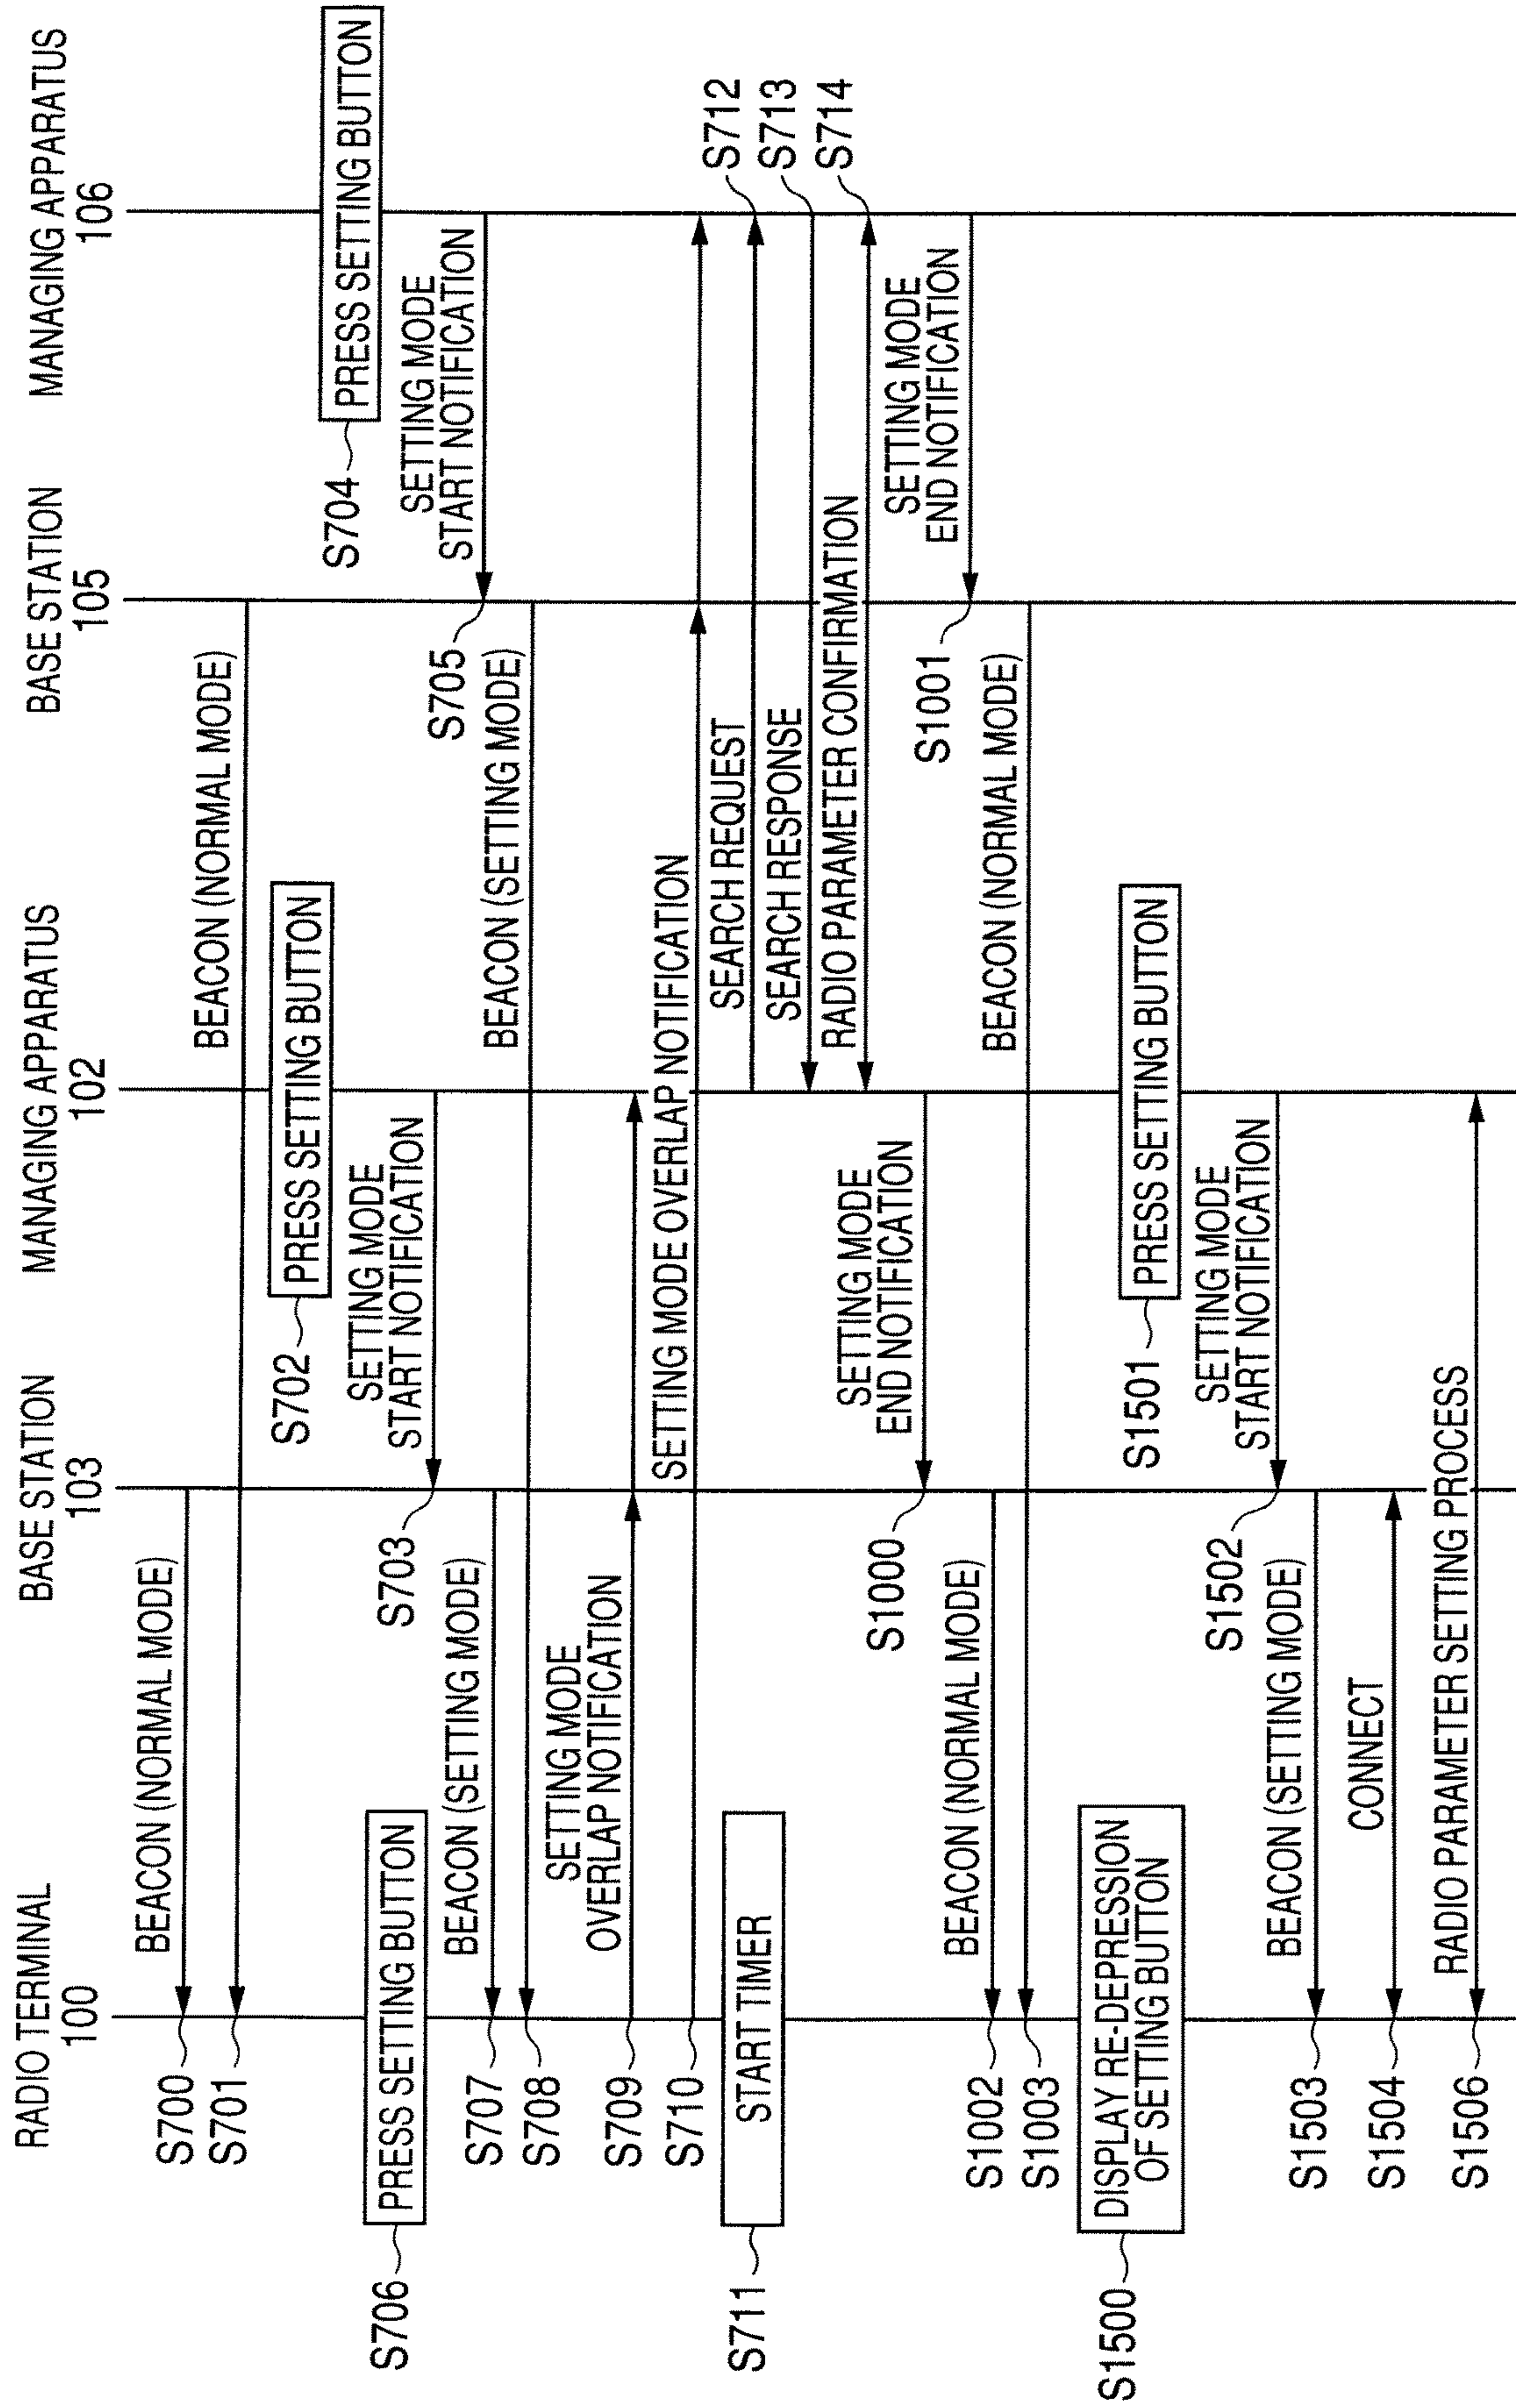 RADIO TERMINAL
100
BASE STATION
103
MANAGING APPARATUS
102
BASE STATION
105
MANAGING APPARATUS
106
S700
BEACON (NORMAL MODE)
S701
BEACON (NORMAL MODE)
S702
PRESS SETTING BUTTON
S704
PRESS SETTING BUTTON
S706
PRESS SETTING BUTTON
SETTING MODE
START NOTIFICATION
S703
SETTING MODE
START NOTIFICATION
S705
S707
BEACON (SETTING MODE)
S708
BEACON (SETTING MODE)
S709
SETTING MODE
OVERLAP NOTIFICATION
S710
SETTING MODE OVERLAP NOTIFICATION
S711
START TIMER
SEARCH REQUEST
S712
SEARCH RESPONSE
S713
RADIO PARAMETER CONFIRMATION
S714
SETTING MODE
END NOTIFICATION
S1000
SETTING MODE
END NOTIFICATION
S1001
S1002
BEACON (NORMAL MODE)
S1003
BEACON (NORMAL MODE)
S1500
DISPLAY RE-DEPRESSION
OF SETTING BUTTON
S1501
PRESS SETTING BUTTON
SETTING MODE
START NOTIFICATION
S1502
S1503
BEACON (SETTING MODE)
S1504
CONNECT
S1506
RADIO PARAMETER SETTING PROCESS